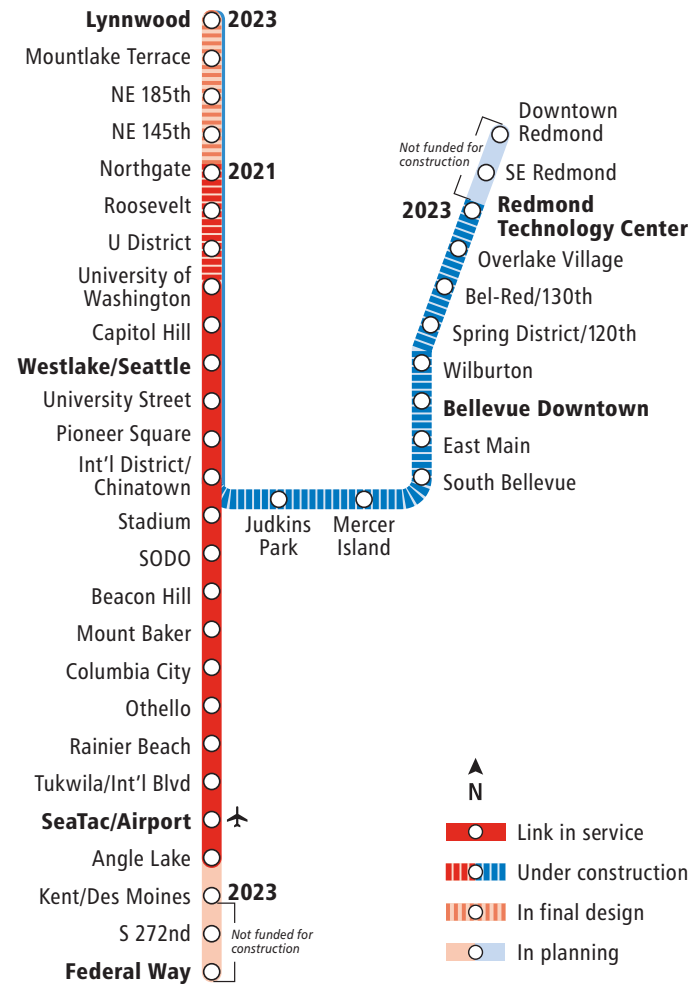 Lynnwood
2023
Mountlake Terrace
NE 185th
NE 145th
Northgate
2021
Roosevelt
U District
University of
Washington
Capitol Hill
Westlake/Seattle
University Street
Pioneer Square
Int'l District/
Chinatown
Stadium
SODO
Beacon Hill
Mount Baker
Columbia City
Othello
Rainier Beach
Tukwila/Int'l Blvd
SeaTac/Airport
Angle Lake
Kent/Des Moines
2023
S 272nd
Not funded for
construction
Federal Way
Downtown
Redmond
Not funded for
construction
SE Redmond
2023
Redmond
Technology Center
Overlake Village
Bel-Red/130th
Spring District/120th
Wilburton
Bellevue Downtown
East Main
South Bellevue
Judkins
Park
Mercer
Island
N
Link in service
Under construction
In final design
In planning